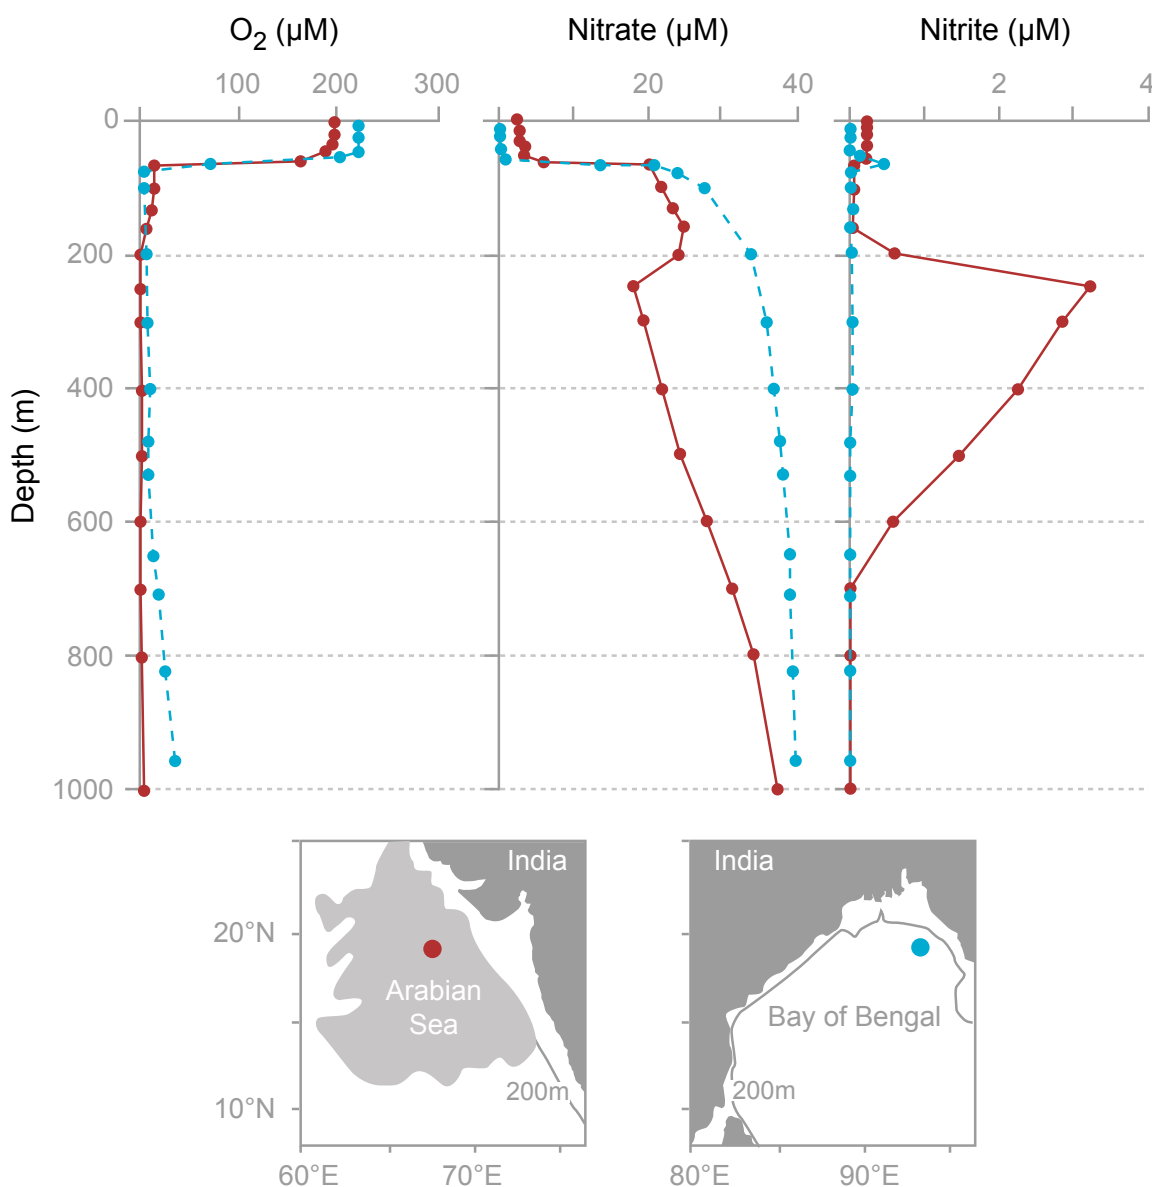 O2 (µM) Nitrate (µM) Nitrite (µM)
100 200 300 20 40 2 4
0
200
400
600
800
1000
Depth (m)
India India
20°N
Arabian
Sea
Bay of Bengal
200m 200m
10°N
60°E 70°E 80°E 90°E